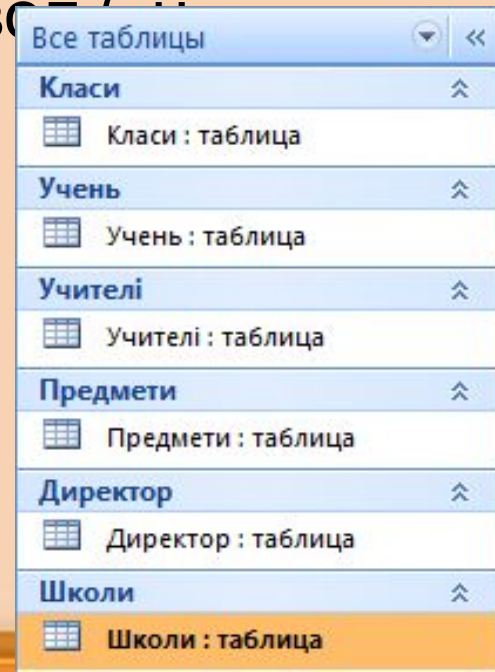 Все таблицы
Класи
Класи : таблица
Учень
Учень : таблица
Учителі
Учителі : таблица
Предмети
Предмети : таблица
Директор
Директор : таблица
Школи
Школи : таблица